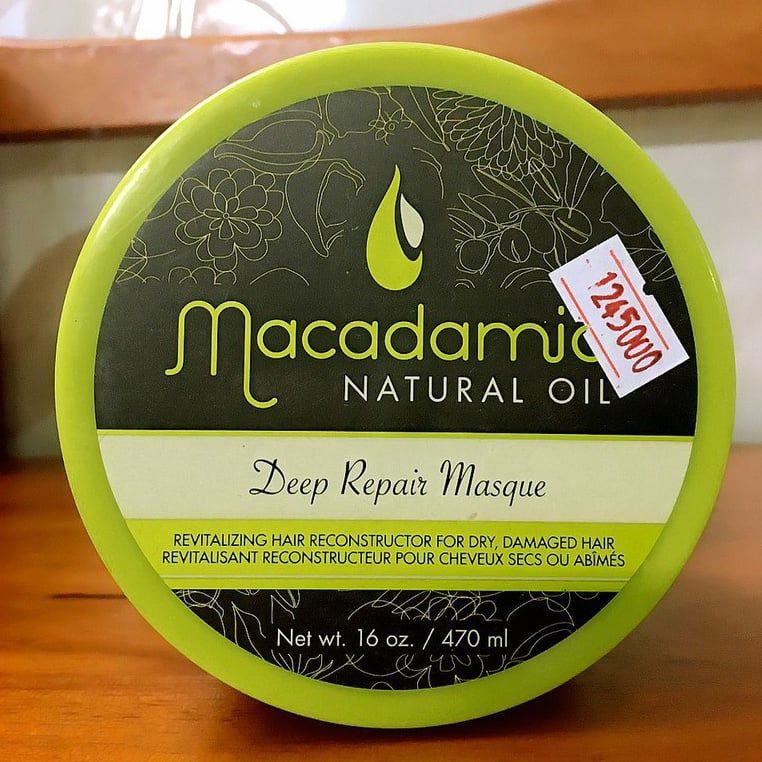 Macadamia
NATURAL OIL
1245000
Deep Repair Masque
REVITALIZING HAIR RECONSTRUCTOR FOR DRY, DAMAGED HAIR
REVITALISANT RECONSTRUCTEUR POUR CHEVEUX SECS OU ABÎMÉS
Net wt. 16 oz. / 470 ml